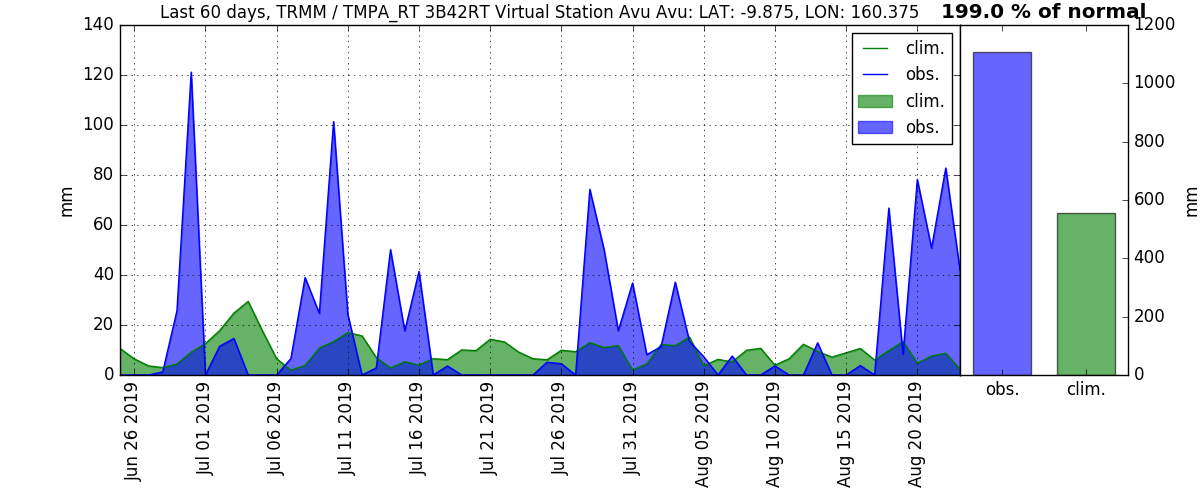 Last 60 days, TRMM / TMPA_RT 3B42RT Virtual Station Avu Avu: LAT: -9.875, LON: 160.375
199.0 % of normal
140
120
100
80
60
40
20
0
mm
clim.
obs.
clim.
obs.
1200
1000
800
600
400
200
0
mm
Jun 26 2019
Jul 01 2019
Jul 06 2019
Jul 11 2019
Jul 16 2019
Jul 21 2019
Jul 26 2019
Jul 31 2019
Aug 05 2019
Aug 10 2019
Aug 15 2019
Aug 20 2019
obs.
clim.